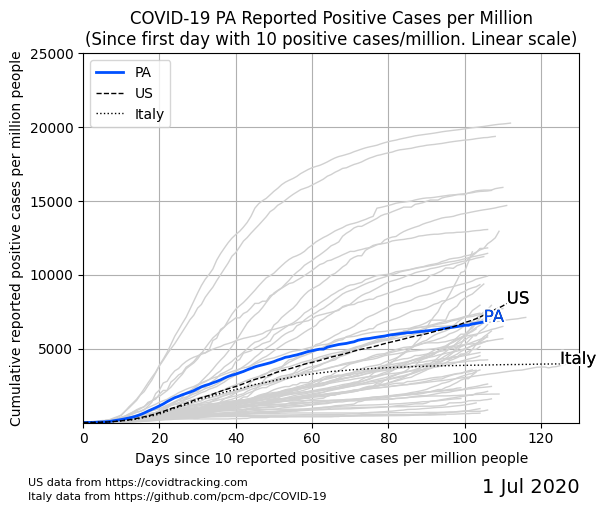 COVID-19 PA Reported Positive Cases per Million
(Since first day with 10 positive cases/million. Linear scale)
Cumulative reported positive cases per million people
25000
20000
15000
10000
5000
PA
US
Italy
US
PA
Italy
0
20
40
60
80
100
120
Days since 10 reported positive cases per million people
US data from https://covidtracking.com
Italy data from https://github.com/pcm-dpc/COVID-19
1 Jul 2020